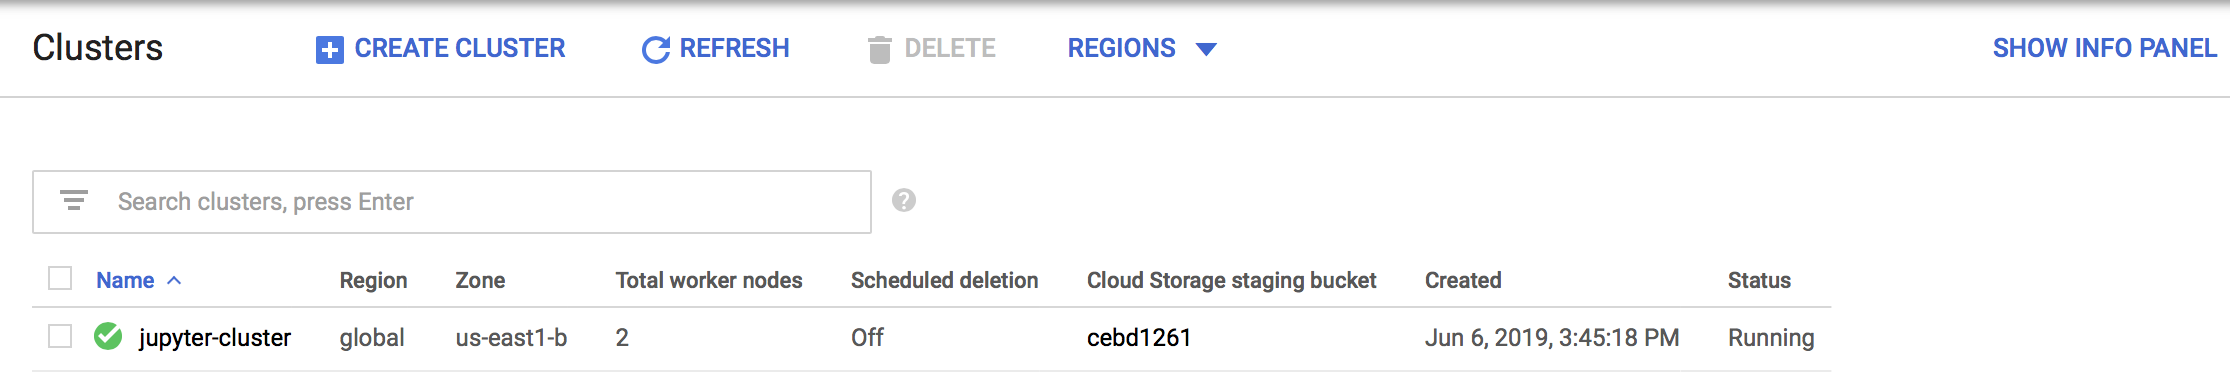 Clusters CREATE CLUSTER REFRESH DELETE REGIONS SHOW INFO PANEL
Search clusters, press Enter ?
Name Region Zone Total worker nodes Scheduled deletion Cloud Storage staging bucket Created Status
jupyter-cluster global us-east1-b 2 Off cebd1261 Jun 6, 2019, 3:45:18 PM Running